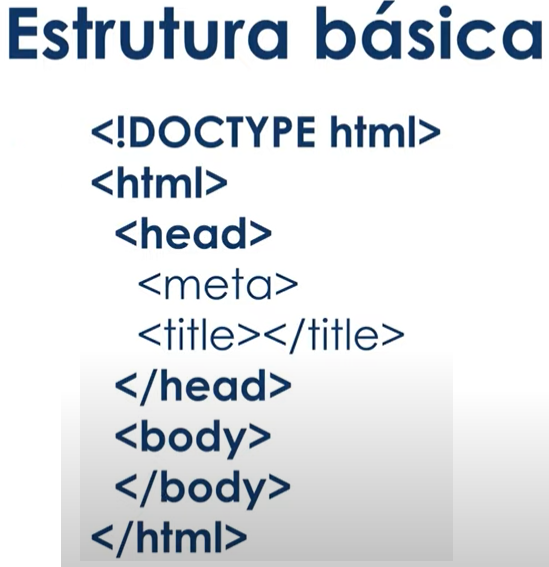 Estrutura básica
<!DOCTYPE html>
<html>
<head>
<meta>
<title></title>
</head>
<body>
</body>
</html>